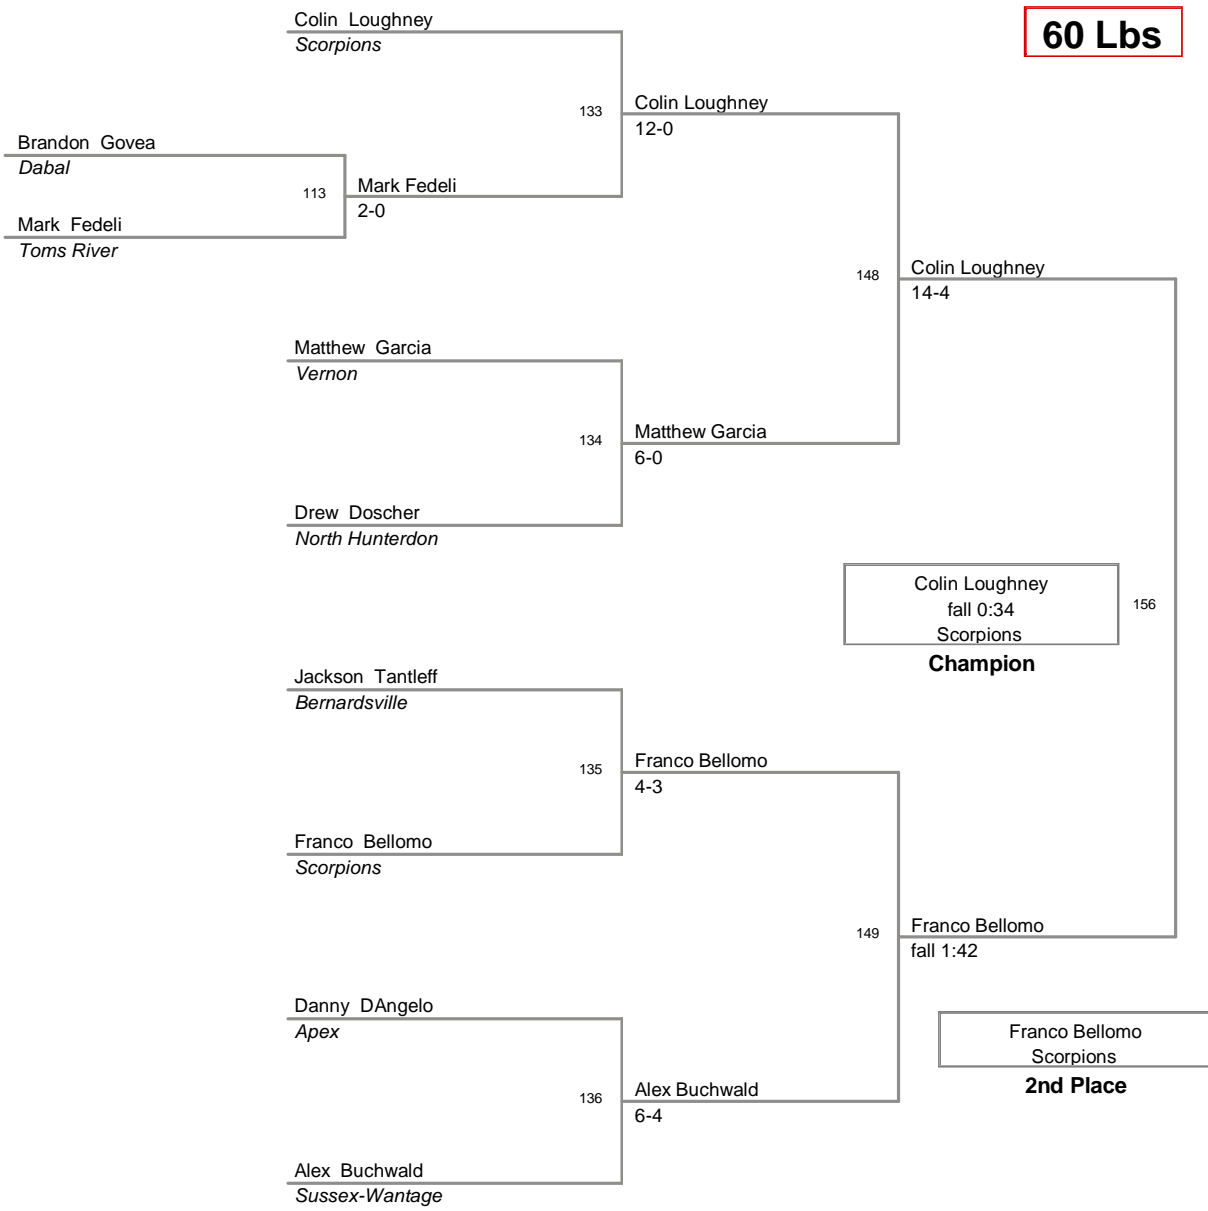 Colin Loughney
Scorpions
60 Lbs
133
Colin Loughney
12-0
Brandon Govea
Dabal
113
Mark Fedeli
2-0
Mark Fedeli
Toms River
148
Colin Loughney
14-4
Matthew Garcia
Vernon
134
Matthew Garcia
6-0
Drew Doscher
North Hunterdon
Colin Loughney
fall 0:34
Scorpions
Champion
156
Jackson Tantleff
Bernardsville
135
Franco Bellomo
4-3
Franco Bellomo
Scorpions
149
Franco Bellomo
fall 1:42
Danny DAngelo
Apex
Franco Bellomo
Scorpions
2nd Place
136
Alex Buchwald
6-4
Alex Buchwald
Sussex-Wantage